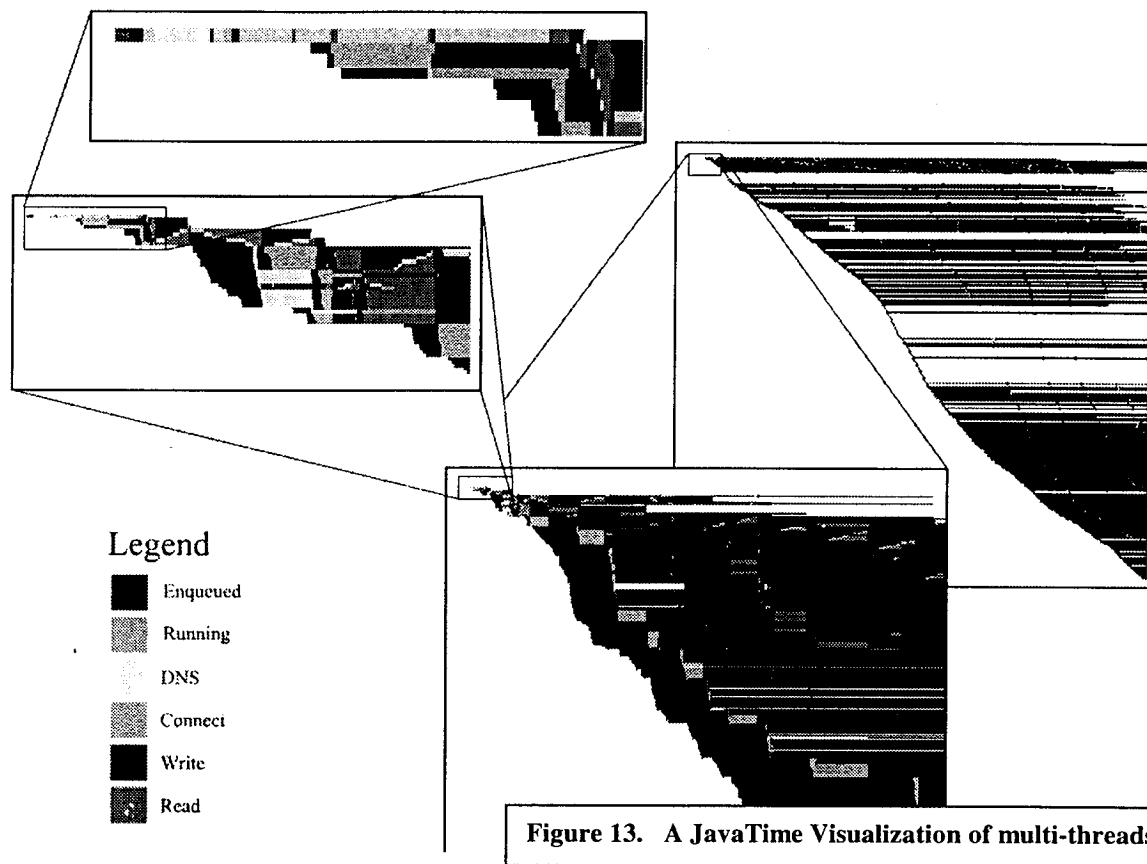 Legend
Enqueued
Running
DNS
Connect
Write
Read
Figure 13. A JavaTime Visualization of multi-threads